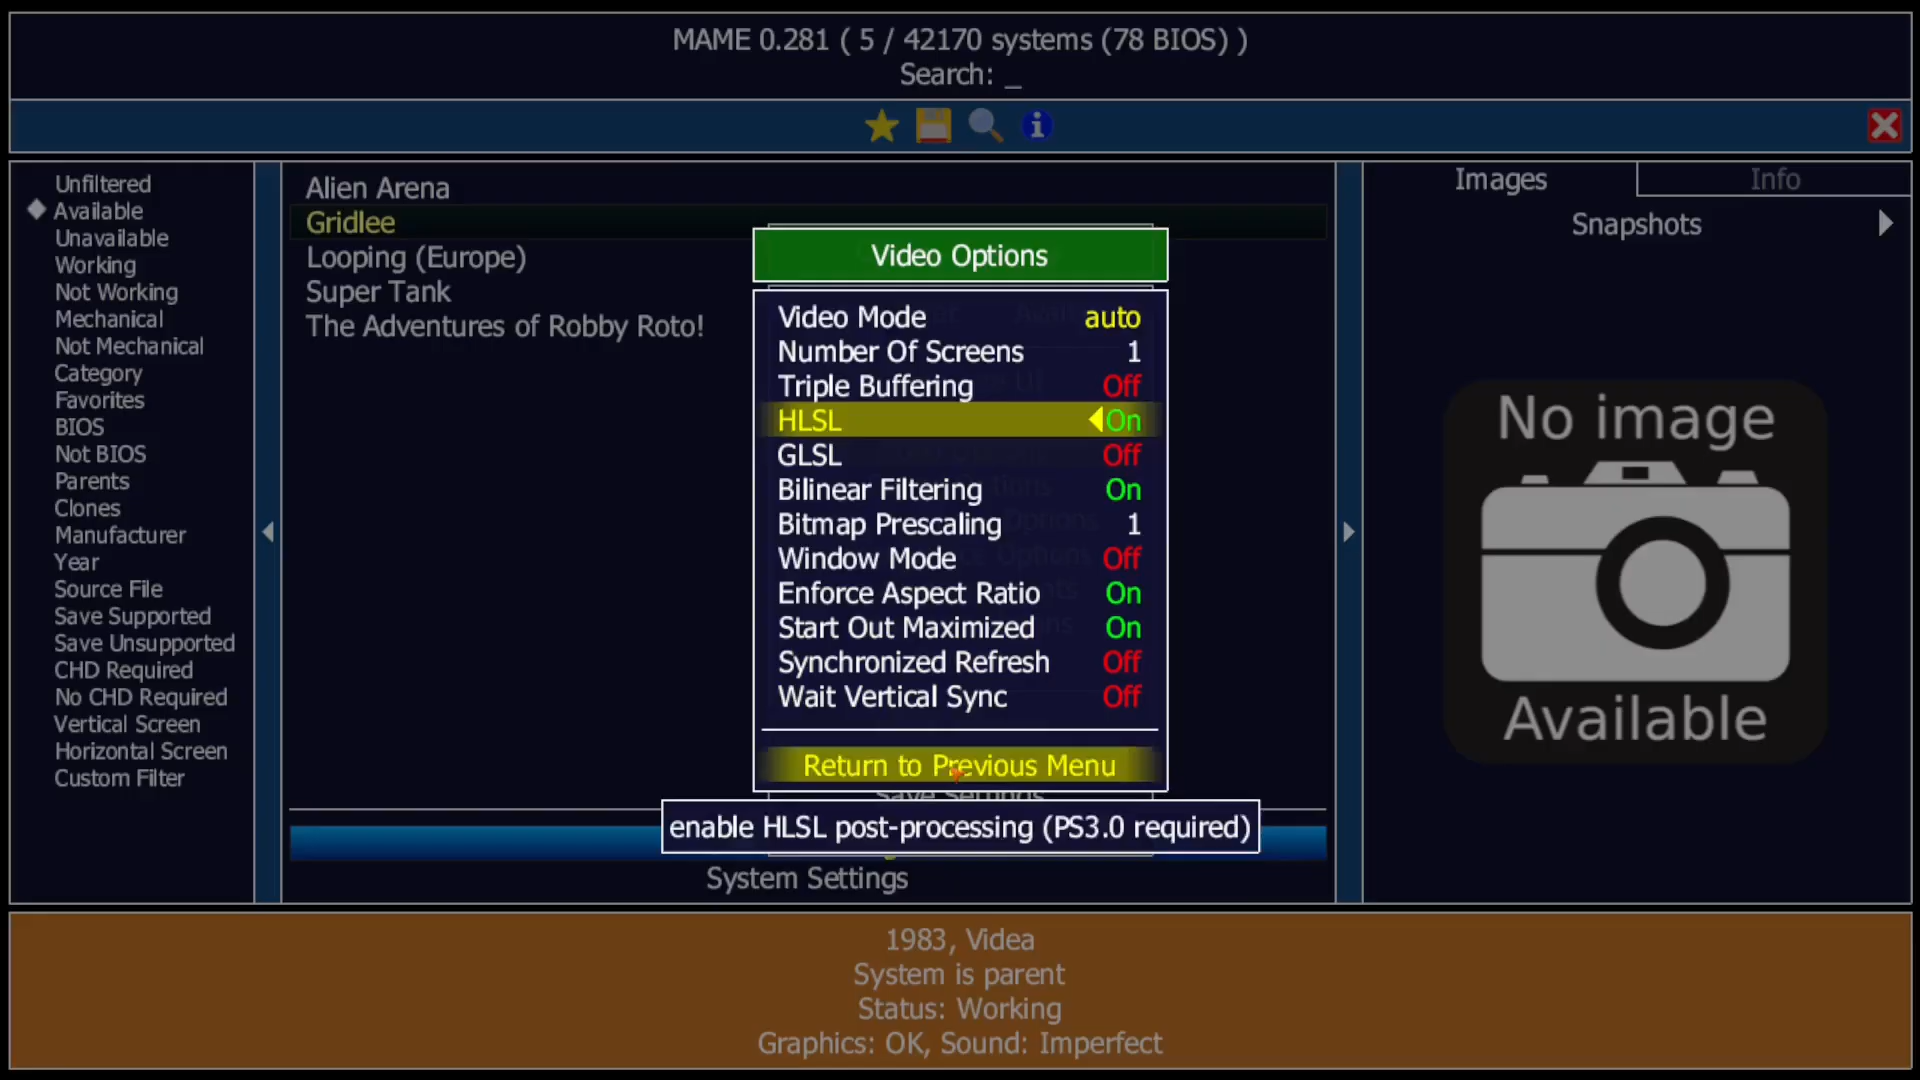 MAME 0.281 ( 5 / 42170 systems (78 BIOS) )
Search: _
Unfiltered
Available
Unavailable
Working
Not Working
Mechanical
Not Mechanical
Category
Favorites
BIOS
Not BIOS
Parents
Clones
Manufacturer
Year
Source File
Save Supported
Save Unsupported
CHD Required
No CHD Required
Vertical Screen
Horizontal Screen
Custom Filter
Alien Arena
Gridlee
Looping (Europe)
Super Tank
The Adventures of Robby Roto!
System Settings
Video Options
Video Mode auto
Number Of Screens 1
Triple Buffering Off
HLSL On
GLSL Off
Bilinear Filtering On
Bitmap Prescaling 1
Window Mode Off
Enforce Aspect Ratio On
Start Out Maximized On
Synchronized Refresh Off
Wait Vertical Sync Off
Return to Previous Menu
Save Settings
enable HLSL post-processing (PS3.0 required)
Images Info
Snapshots
No image
Available
1983, Videa
System is parent
Status: Working
Graphics: OK, Sound: Imperfect